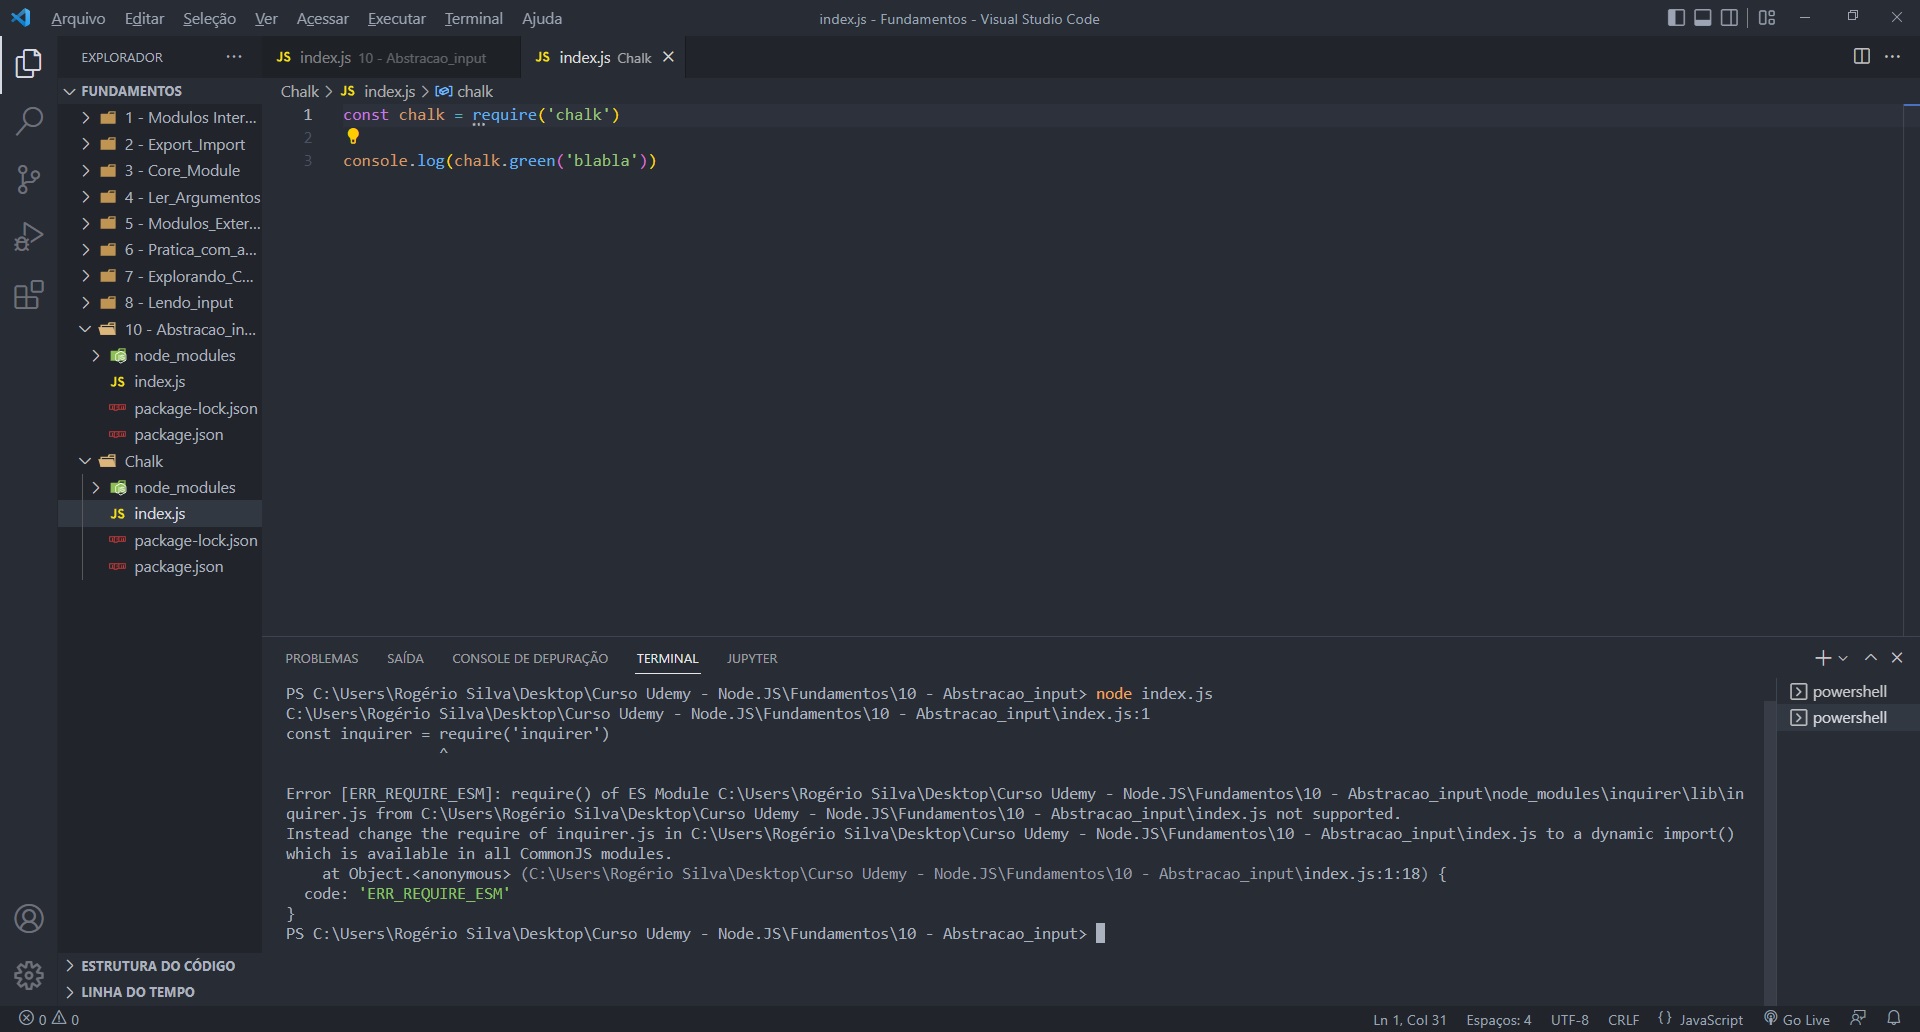 Arquivo Editar Seleção Ver Acessar Executar Terminal Ajuda
index.js - Fundamentos - Visual Studio Code
EXPLORADOR
JS index.js 10 - Abstracao_input
JS index.js Chalk
FUNDAMENTOS
1 - Modulos Inter...
2 - Export_Import
3 - Core_Module
4 - Ler_Argumentos
5 - Modulos_Exter...
6 - Pratica_com_a...
7 - Explorando_C...
8 - Lendo_input
10 - Abstracao_in...
node_modules
JS index.js
package-lock.json
package.json
Chalk
node_modules
JS index.js
package-lock.json
package.json
ESTRUTURA DO CÓDIGO
LINHA DO TEMPO
Chalk > JS index.js > chalk
1 const chalk = require('chalk')
2
3 console.log(chalk.green('blabla'))
PROBLEMAS SAÍDA CONSOLE DE DEPURAÇÃO TERMINAL JUPYTER
PS C:\Users\Rogério Silva\Desktop\Curso Udemy - Node.JS\Fundamentos\10 - Abstracao_input> node index.js
C:\Users\Rogério Silva\Desktop\Curso Udemy - Node.JS\Fundamentos\10 - Abstracao_input\index.js:1
const inquirer = require('inquirer')
^
Error [ERR_REQUIRE_ESM]: require() of ES Module C:\Users\Rogério Silva\Desktop\Curso Udemy - Node.JS\Fundamentos\10 - Abstracao_input\node_modules\inquirer\lib\in
quirer.js from C:\Users\Rogério Silva\Desktop\Curso Udemy - Node.JS\Fundamentos\10 - Abstracao_input\index.js not supported.
Instead change the require of inquirer.js in C:\Users\Rogério Silva\Desktop\Curso Udemy - Node.JS\Fundamentos\10 - Abstracao_input\index.js to a dynamic import()
which is available in all CommonJS modules.
at Object.<anonymous> (C:\Users\Rogério Silva\Desktop\Curso Udemy - Node.JS\Fundamentos\10 - Abstracao_input\index.js:1:18) {
code: 'ERR_REQUIRE_ESM'
}
PS C:\Users\Rogério Silva\Desktop\Curso Udemy - Node.JS\Fundamentos\10 - Abstracao_input>
powershell
powershell
0 0
Ln 1, Col 31 Espaços: 4 UTF-8 CRLF {} JavaScript Go Live